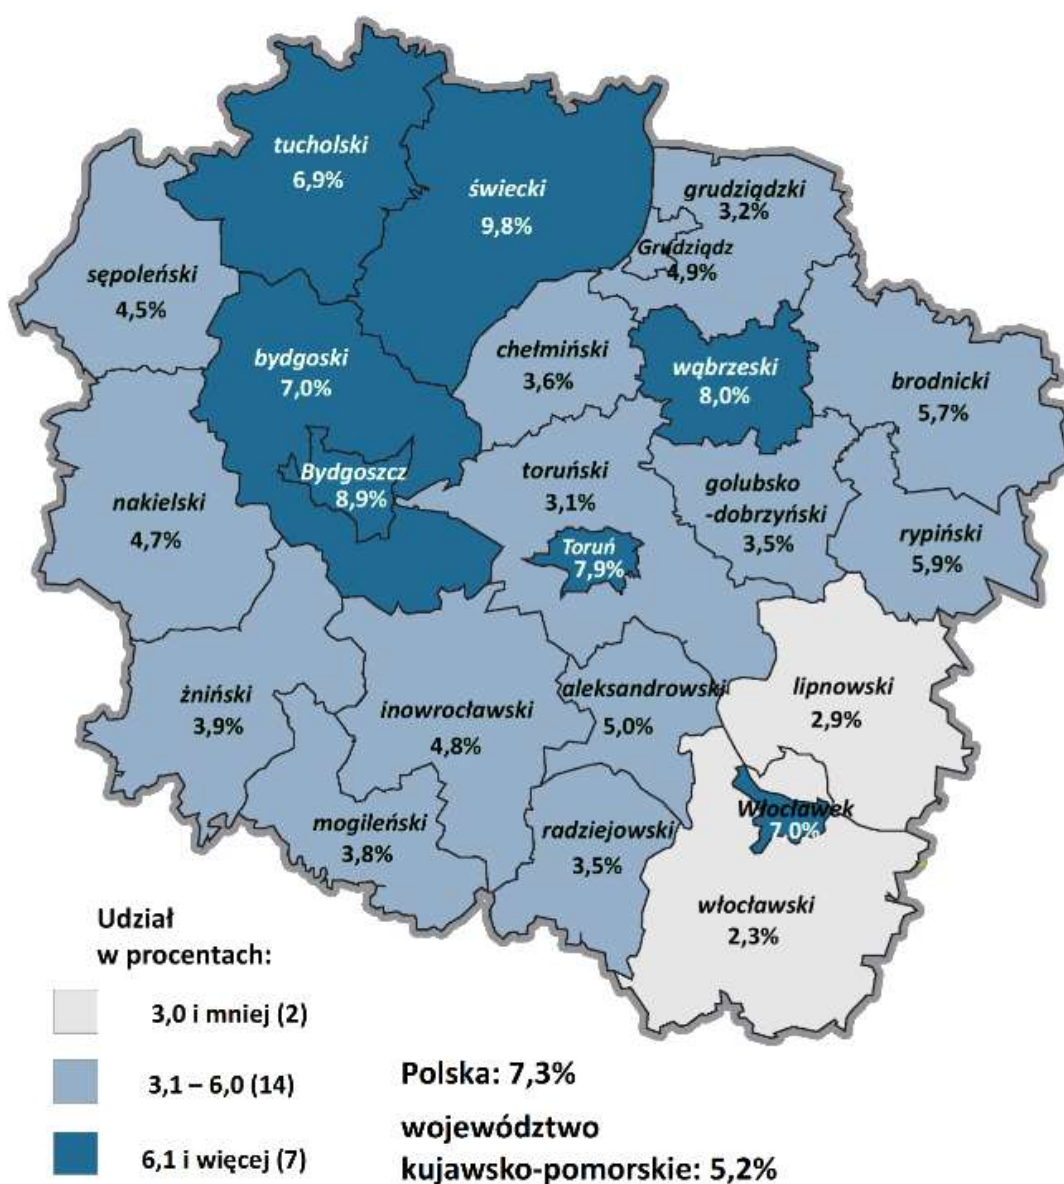 tucholski
6,9%
świecki
9,8%
grudziądzki
3,2%
Grudziądz
4,9%
sępoleński
4,5%
bydgoski
7,0%
chełmiński
3,6%
wąbrzeski
8,0%
brodnicki
5,7%
Bydgoszcz
8,9%
toruński
3,1%
golubsko
-dobrzyński
3,5%
nakielski
4,7%
rypiński
5,9%
Toruń
7,9%
żniński
3,9%
inowrocławski
4,8%
aleksandrowski
5,0%
lipnowski
2,9%
mogileński
3,8%
radziejowski
3,5%
Włocławek
7,0%
włocławski
2,3%
Udział
w procentach:
3,0 i mniej (2)
3,1 – 6,0 (14)
6,1 i więcej (7)
Polska: 7,3%
województwo
kujawsko-pomorskie: 5,2%